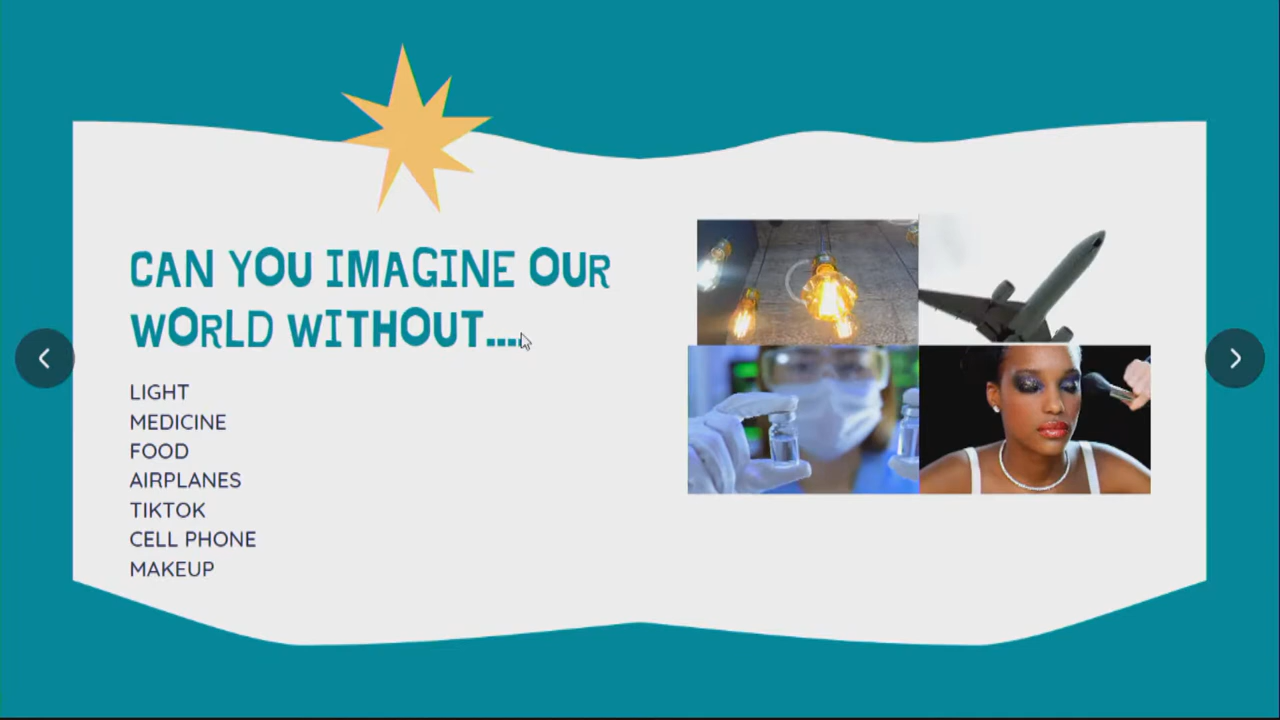 CAN YOU IMAGINE OUR
WORLD WITHOUT....
LIGHT
MEDICINE
FOOD
AIRPLANES
TIKTOK
CELL PHONE
MAKEUP